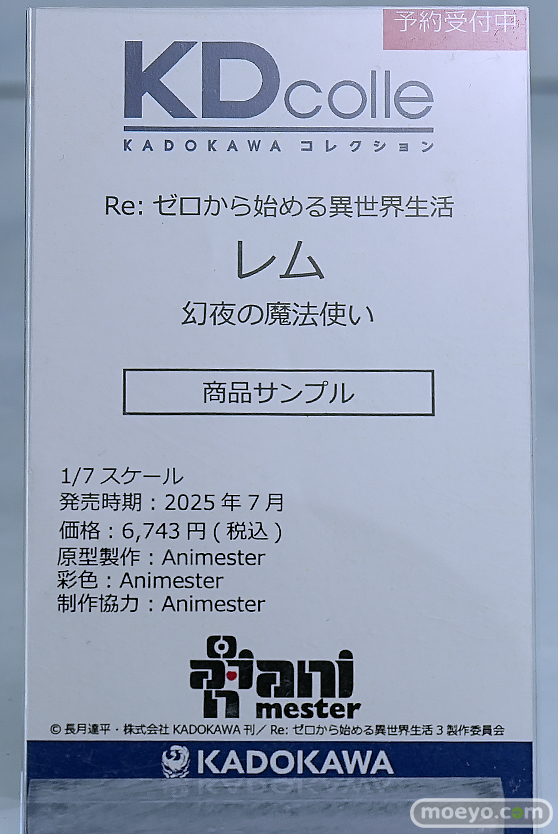 予約受付中
KDcolle
KADOKAWA コレクション
Re: ゼロから始める異世界生活
レム
幻夜の魔法使い
商品サンプル
1/7 スケール
発売時期：2025 年 7 月
価格：6,743 円 ( 税込 )
原型製作：Animester
彩色：Animester
制作協力：Animester
ani
mester
© 長月達平・株式会社 KADOKAWA 刊／ Re: ゼロから始める異世界生活 3 製作委員会
KADOKAWA
moeyo.com